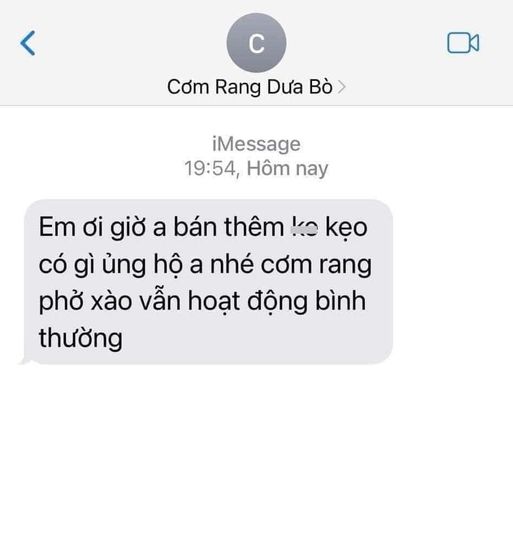 C
Cơm Rang Dưa Bò
iMessage
19:54, Hôm nay
Em ơi giờ a bán thêm ke kẹo
có gì ủng hộ a nhé cơm rang
phở xào vẫn hoạt động bình
thường